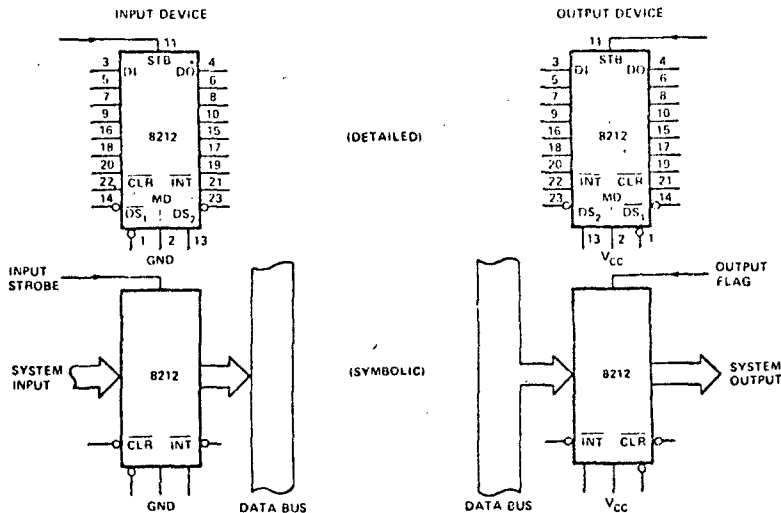 INPUT DEVICE
11
STB
3 DI DO 4
5 6
7 8
9 10
16 8212 15
18 17
20 19
22 CLR INT 21
14 MD 23
DS1 DS2
1 2 13
GND
OUTPUT DEVICE
11
STB
3 DI DO 4
5 6
7 8
9 10
16 8212 15
18 17
20 19
22 INT CLR 21
23 MD 14
DS2 DS1
13 2 1
VCC
(DETAILED)
INPUT
STROBE
SYSTEM
INPUT
8212
CLR INT
GND
DATA BUS
(SYMBOLIC)
OUTPUT
FLAG
8212
SYSTEM
OUTPUT
INT CLR
VCC
DATA BUS